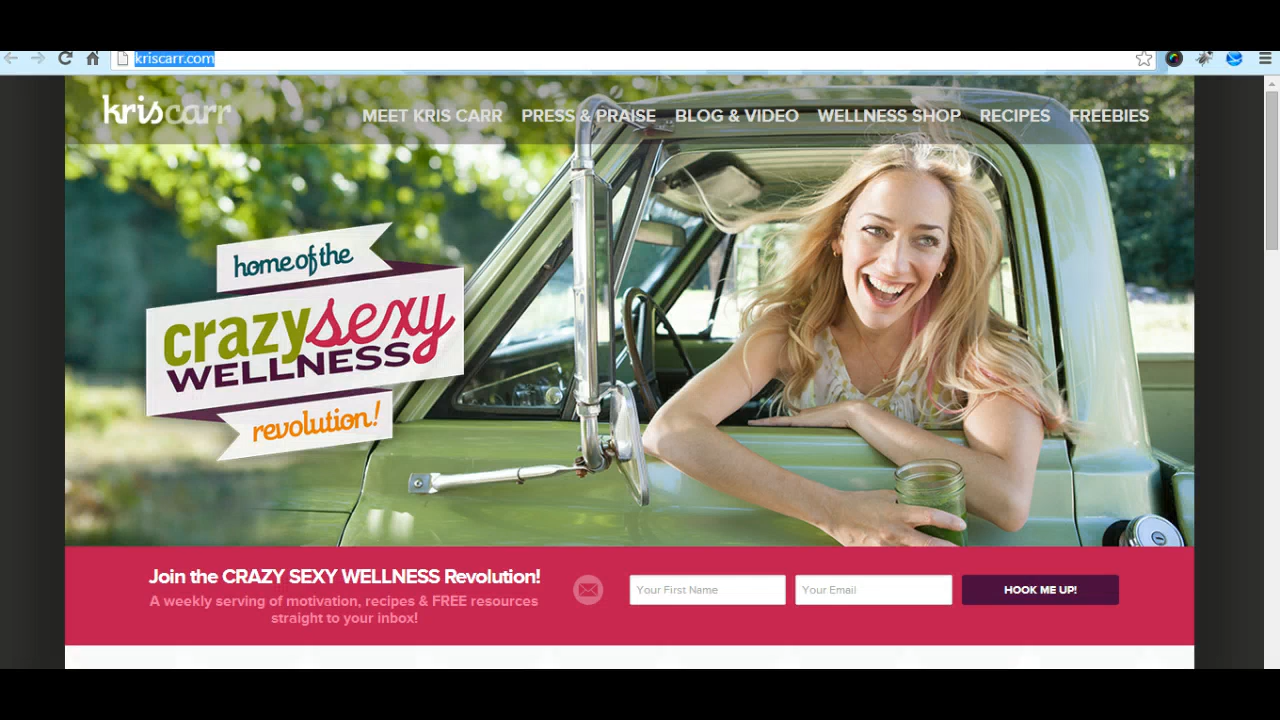 kriscarr.com
kriscarr
MEET KRIS CARR PRESS & PRAISE BLOG & VIDEO WELLNESS SHOP RECIPES FREEBIES
home of the
crazy sexy
WELLNESS
revolution!
Join the CRAZY SEXY WELLNESS Revolution!
A weekly serving of motivation, recipes & FREE resources
straight to your inbox!
Your First Name
Your Email
HOOK ME UP!